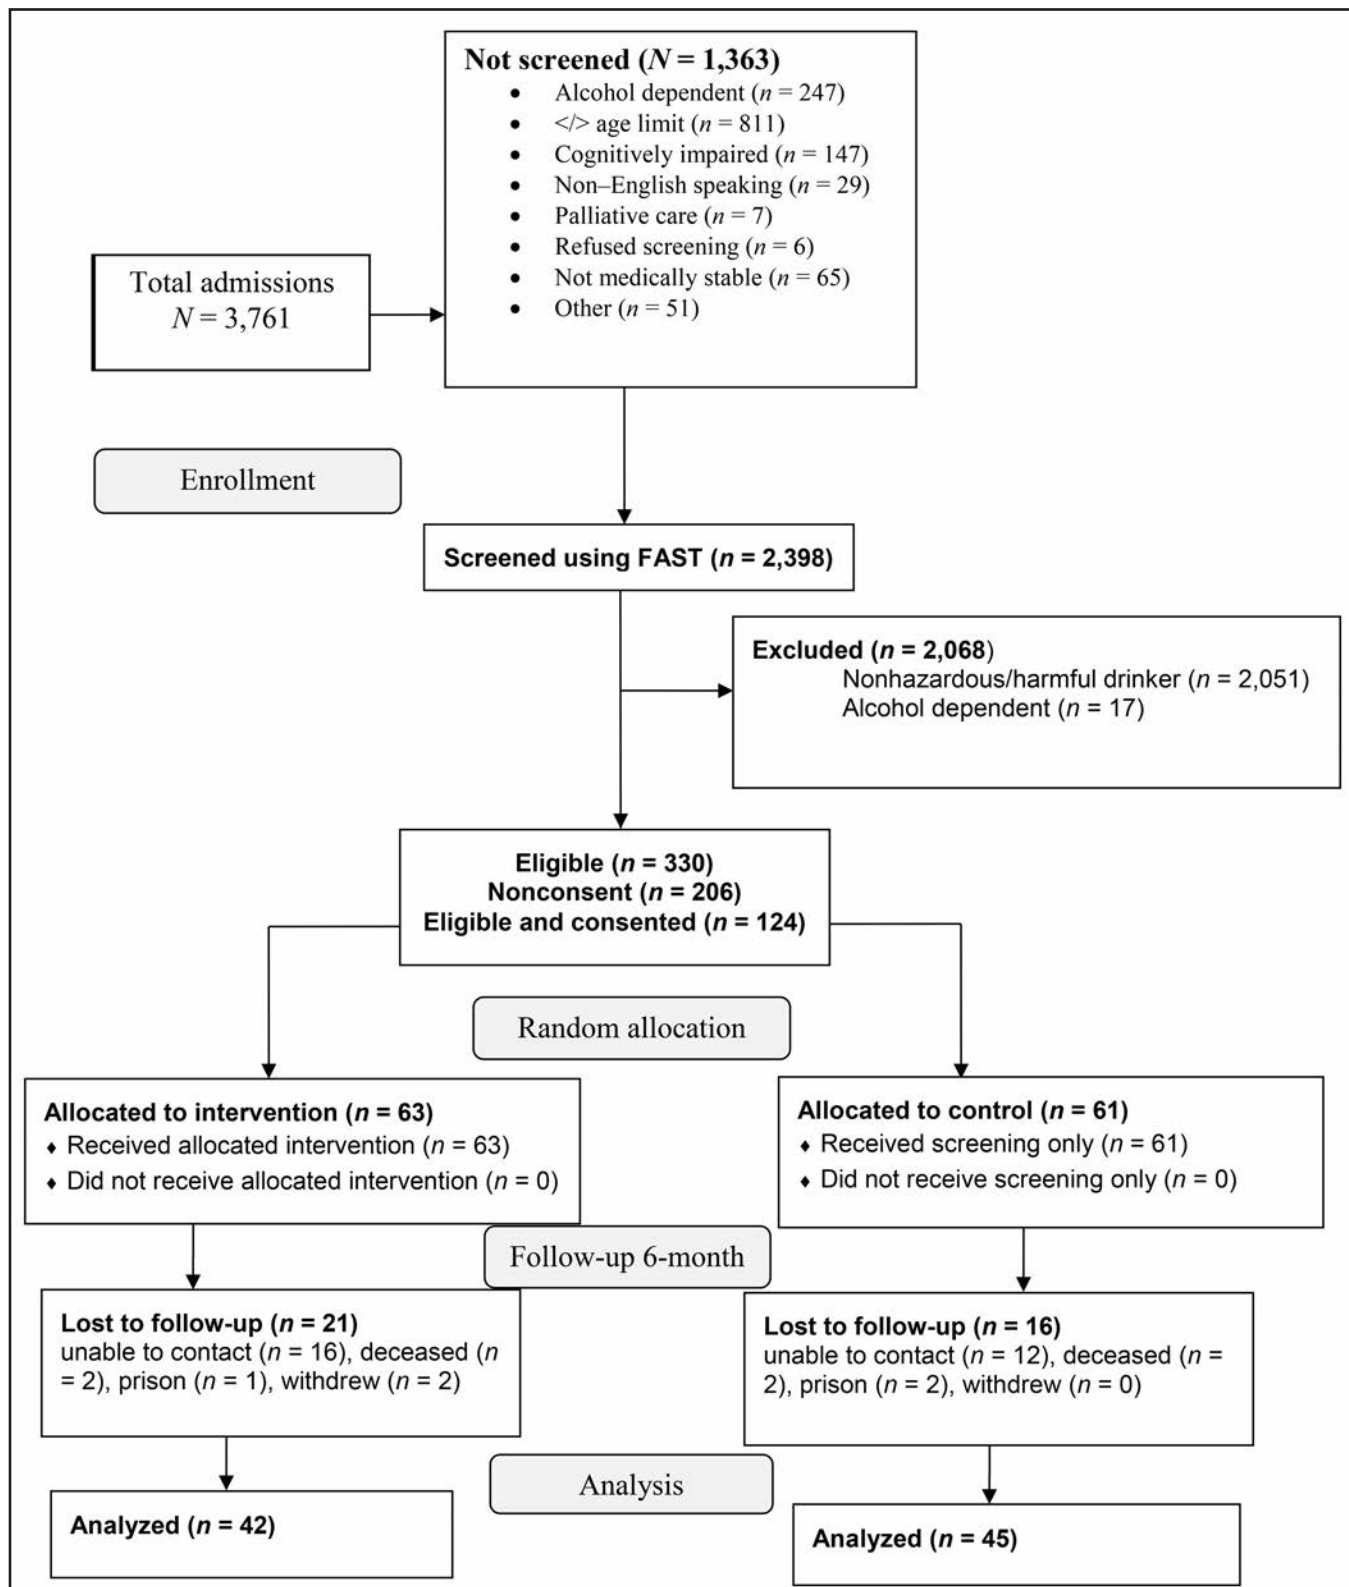 Not screened (N = 1,363)
• Alcohol dependent (n = 247)
• </> age limit (n = 811)
• Cognitively impaired (n = 147)
• Non–English speaking (n = 29)
• Palliative care (n = 7)
• Refused screening (n = 6)
• Not medically stable (n = 65)
• Other (n = 51)
Total admissions
N = 3,761
Enrollment
Screened using FAST (n = 2,398)
Excluded (n = 2,068)
Nonhazardous/harmful drinker (n = 2,051)
Alcohol dependent (n = 17)
Eligible (n = 330)
Nonconsent (n = 206)
Eligible and consented (n = 124)
Random allocation
Allocated to intervention (n = 63)
♦ Received allocated intervention (n = 63)
♦ Did not receive allocated intervention (n = 0)
Allocated to control (n = 61)
♦ Received screening only (n = 61)
♦ Did not receive screening only (n = 0)
Follow-up 6-month
Lost to follow-up (n = 21)
unable to contact (n = 16), deceased (n
= 2), prison (n = 1), withdrew (n = 2)
Lost to follow-up (n = 16)
unable to contact (n = 12), deceased (n =
2), prison (n = 2), withdrew (n = 0)
Analysis
Analyzed (n = 42)
Analyzed (n = 45)